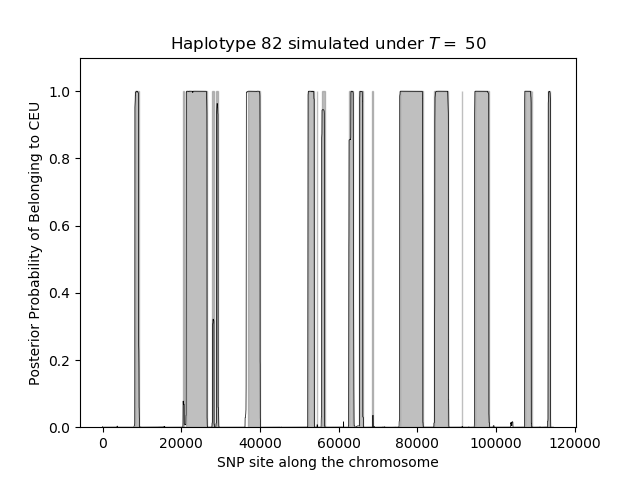 Haplotype 82 simulated under T = 50
Posterior Probability of Belonging to CEU
1.0
0.8
0.6
0.4
0.2
0.0
0 20000 40000 60000 80000 100000 120000
SNP site along the chromosome